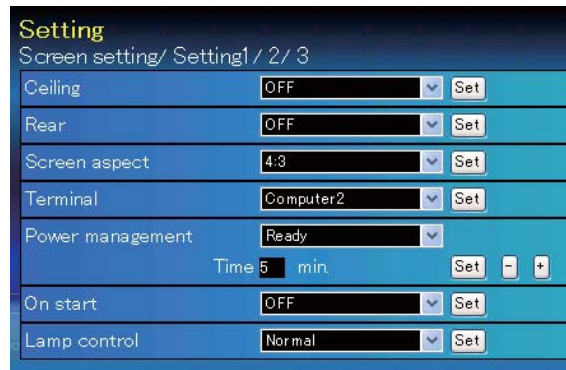 Setting
Screen setting/ Setting1/ 2/ 3
Ceiling OFF Set
Rear OFF Set
Screen aspect 4:3 Set
Terminal Computer2 Set
Power management Ready
Time 5 min. Set - +
On start OFF Set
Lamp control Normal Set